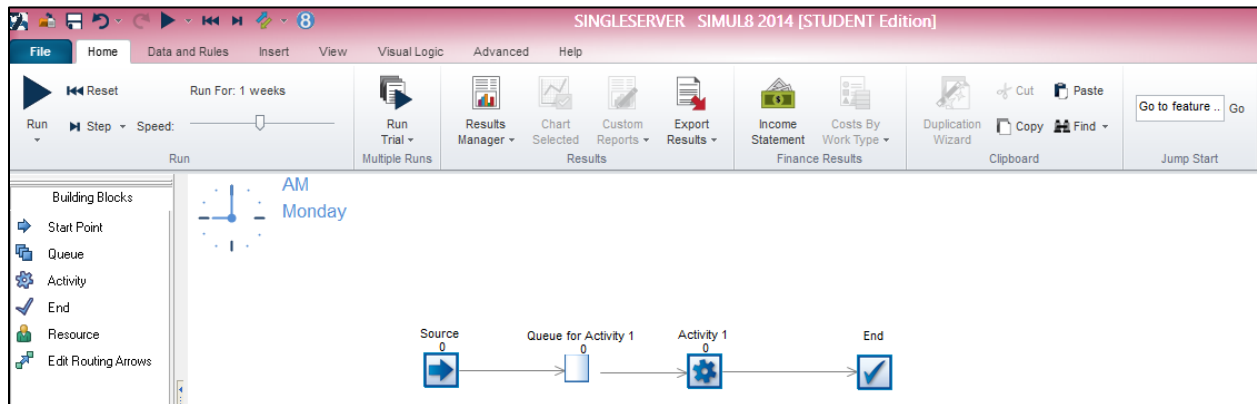 SINGLESERVER SIMUL8 2014 [STUDENT Edition]
File Home Data and Rules Insert View Visual Logic Advanced Help
Run
Reset
Step Speed:
Run For: 1 weeks
Run
Run Trial
Multiple Runs
Results Manager
Chart Selected
Custom Reports
Export Results
Results
Income Statement
Costs By Work Type
Finance Results
Duplication Wizard
Cut
Copy
Paste
Find
Clipboard
Go to feature .. Go
Jump Start
Building Blocks
Start Point
Queue
Activity
End
Resource
Edit Routing Arrows
AM
Monday
Source
0
Queue for Activity 1
0
Activity 1
0
End